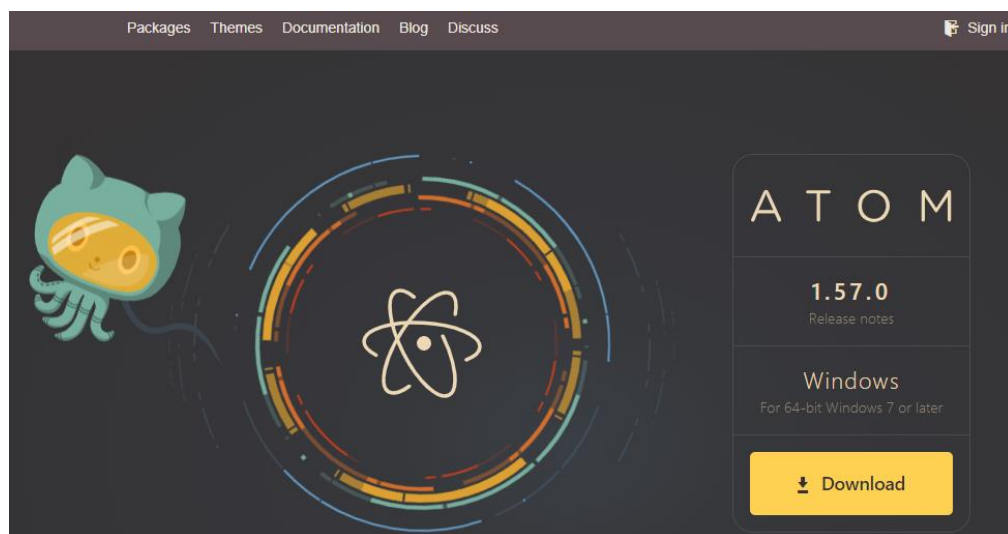 Packages Themes Documentation Blog Discuss
Sign in
ATOM
1.57.0
Release notes
Windows
For 64-bit Windows 7 or later
Download